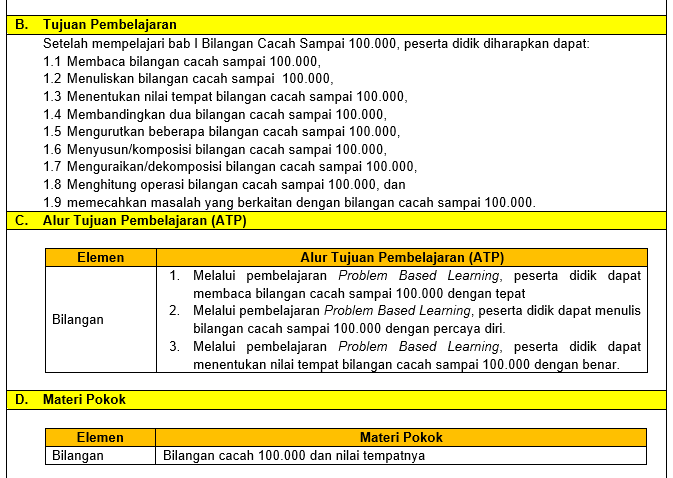 B. Tujuan Pembelajaran
Setelah mempelajari bab I Bilangan Cacah Sampai 100.000, peserta didik diharapkan dapat:
1.1 Membaca bilangan cacah sampai 100.000,
1.2 Menuliskan bilangan cacah sampai 100.000,
1.3 Menentukan nilai tempat bilangan cacah sampai 100.000,
1.4 Membandingkan dua bilangan cacah sampai 100.000,
1.5 Mengurutkan beberapa bilangan cacah sampai 100.000,
1.6 Menyusun/komposisi bilangan cacah sampai 100.000,
1.7 Menguraikan/dekomposisi bilangan cacah sampai 100.000,
1.8 Menghitung operasi bilangan cacah sampai 100.000, dan
1.9 memecahkan masalah yang berkaitan dengan bilangan cacah sampai 100.000.
C. Alur Tujuan Pembelajaran (ATP)
Elemen Alur Tujuan Pembelajaran (ATP)
Bilangan
1. Melalui pembelajaran Problem Based Learning, peserta didik dapat
membaca bilangan cacah sampai 100.000 dengan tepat
2. Melalui pembelajaran Problem Based Learning, peserta didik dapat menulis
bilangan cacah sampai 100.000 dengan percaya diri.
3. Melalui pembelajaran Problem Based Learning, peserta didik dapat
menentukan nilai tempat bilangan cacah sampai 100.000 dengan benar.
D. Materi Pokok
Elemen Materi Pokok
Bilangan Bilangan cacah 100.000 dan nilai tempatnya